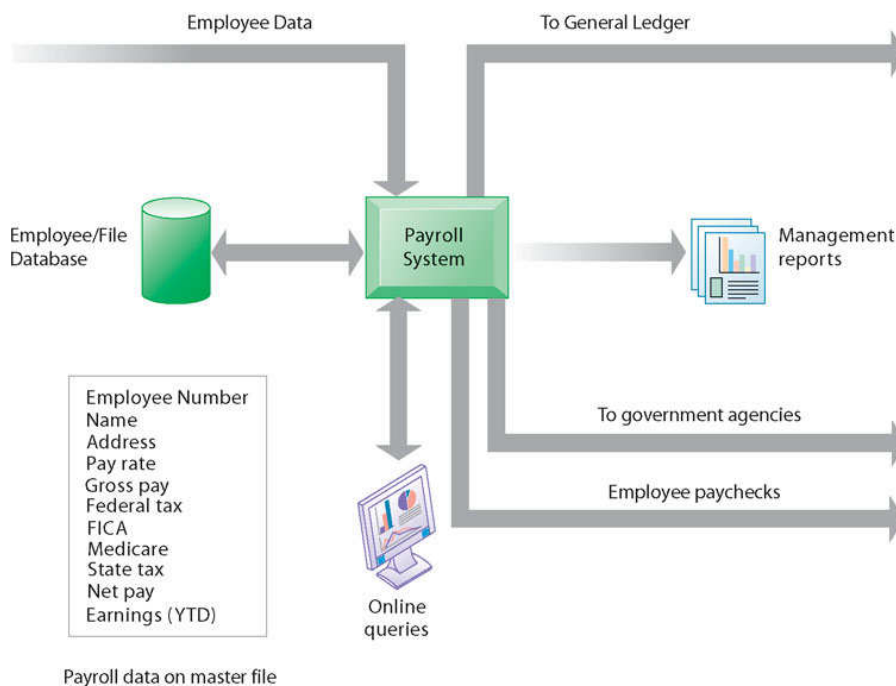 Employee Data
To General Ledger
Employee/File
Database
Payroll
System
Management
reports
Employee Number
Name
Address
Pay rate
Gross pay
Federal tax
FICA
Medicare
State tax
Net pay
Earnings (YTD)
To government agencies
Employee paychecks
Online
queries
Payroll data on master file